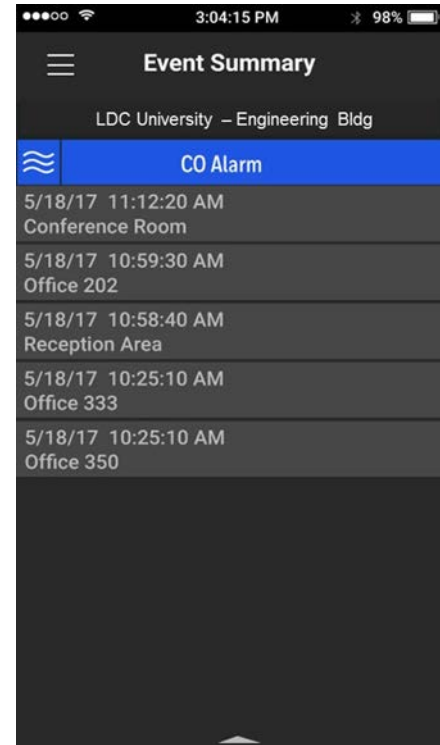 3:04:15 PM 98%
Event Summary
LDC University – Engineering Bldg
CO Alarm
5/18/17 11:12:20 AM
Conference Room
5/18/17 10:59:30 AM
Office 202
5/18/17 10:58:40 AM
Reception Area
5/18/17 10:25:10 AM
Office 333
5/18/17 10:25:10 AM
Office 350